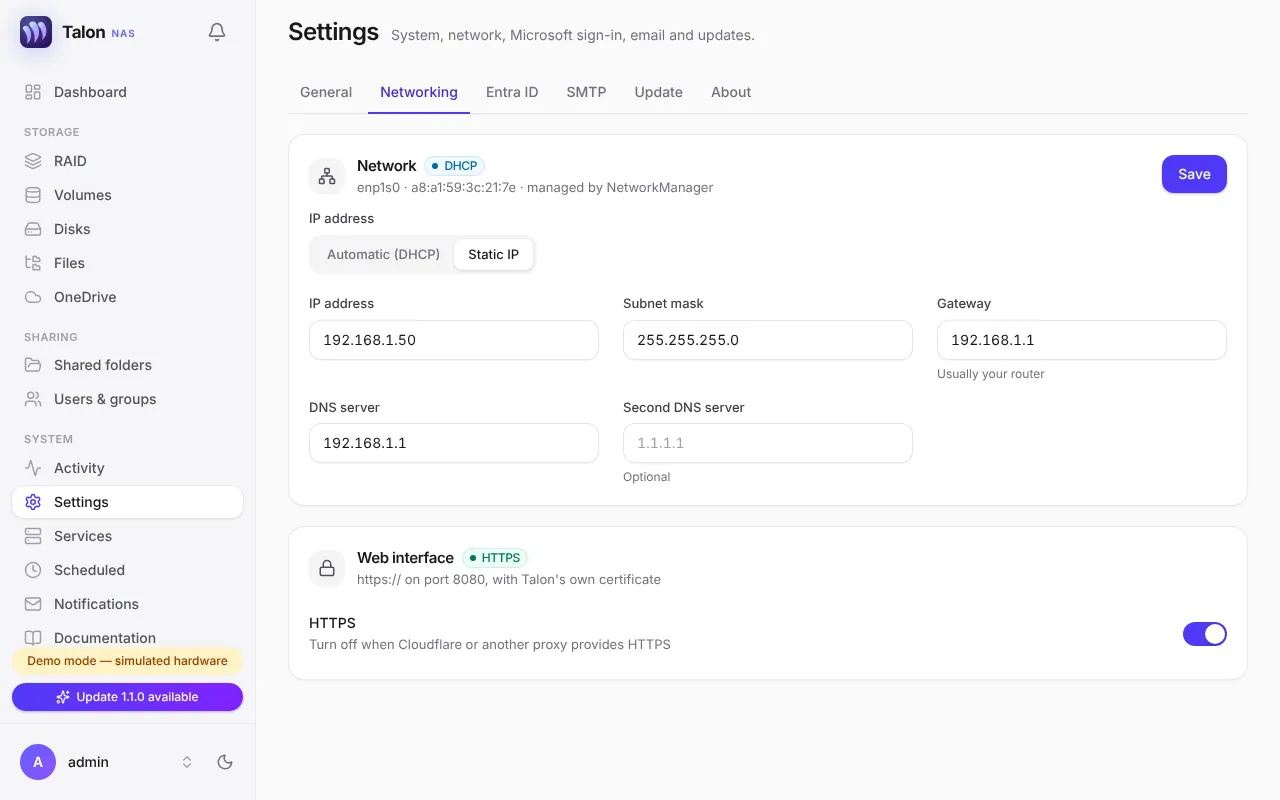 Talon NAS
Dashboard
STORAGE
RAID
Volumes
Disks
Files
OneDrive
SHARING
Shared folders
Users & groups
SYSTEM
Activity
Settings
Services
Scheduled
Notifications
Documentation
Demo mode — simulated hardware
Update 1.1.0 available
A admin
Settings System, network, Microsoft sign-in, email and updates.
General Networking Entra ID SMTP Update About
Network DHCP
enp1s0 · a8:a1:59:3c:21:7e · managed by NetworkManager
Save
IP address
Automatic (DHCP) Static IP
IP address Subnet mask Gateway
192.168.1.50 255.255.255.0 192.168.1.1
Usually your router
DNS server Second DNS server
192.168.1.1 1.1.1.1
Optional
Web interface HTTPS
https:// on port 8080, with Talon's own certificate
HTTPS
Turn off when Cloudflare or another proxy provides HTTPS